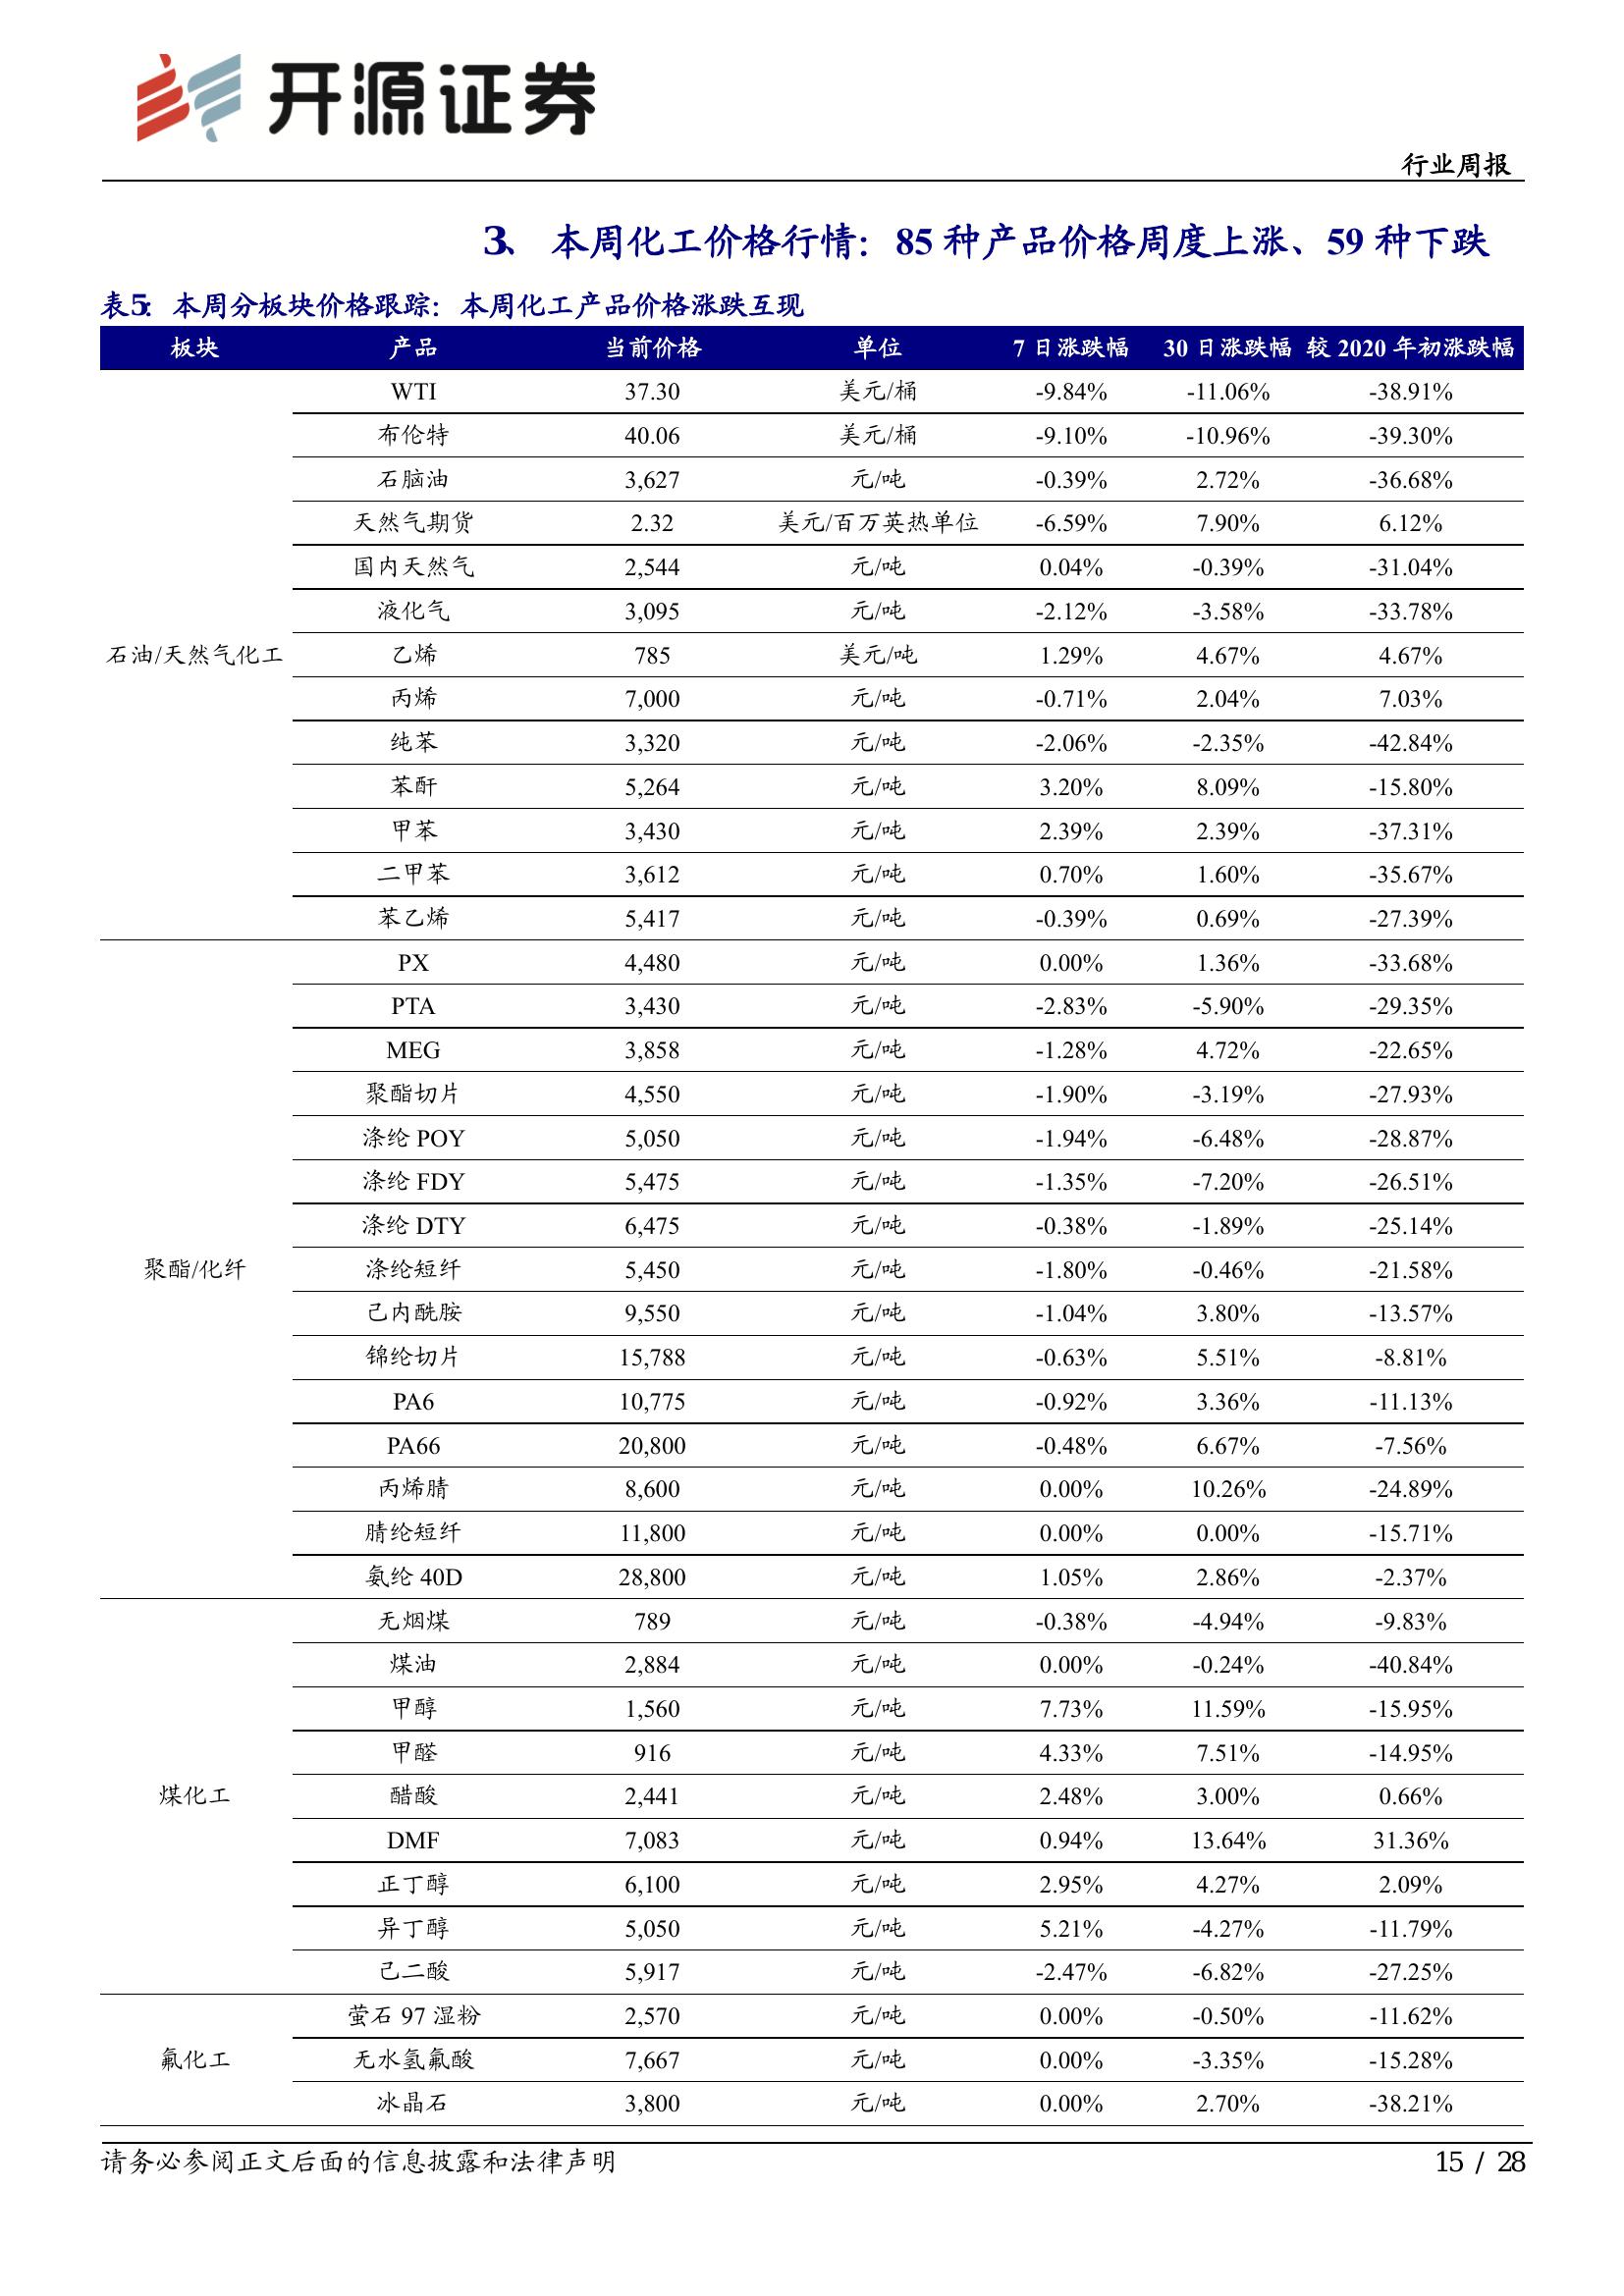 开源证券
行业周报
3、 本周化工价格行情：85 种产品价格周度上涨、59 种下跌
表5： 本周分板块价格跟踪：本周化工产品价格涨跌互现
板块 产品 当前价格 单位 7 日涨跌幅 30 日涨跌幅 较 2020 年初涨跌幅
WTI 37.30 美元/桶 -9.84% -11.06% -38.91%
布伦特 40.06 美元/桶 -9.10% -10.96% -39.30%
石脑油 3,627 元/吨 -0.39% 2.72% -36.68%
天然气期货 2.32 美元/百万英热单位 -6.59% 7.90% 6.12%
国内天然气 2,544 元/吨 0.04% -0.39% -31.04%
液化气 3,095 元/吨 -2.12% -3.58% -33.78%
石油/天然气化工 乙烯 785 美元/吨 1.29% 4.67% 4.67%
丙烯 7,000 元/吨 -0.71% 2.04% 7.03%
纯苯 3,320 元/吨 -2.06% -2.35% -42.84%
苯酐 5,264 元/吨 3.20% 8.09% -15.80%
甲苯 3,430 元/吨 2.39% 2.39% -37.31%
二甲苯 3,612 元/吨 0.70% 1.60% -35.67%
苯乙烯 5,417 元/吨 -0.39% 0.69% -27.39%
PX 4,480 元/吨 0.00% 1.36% -33.68%
PTA 3,430 元/吨 -2.83% -5.90% -29.35%
MEG 3,858 元/吨 -1.28% 4.72% -22.65%
聚酯切片 4,550 元/吨 -1.90% -3.19% -27.93%
涤纶 POY 5,050 元/吨 -1.94% -6.48% -28.87%
涤纶 FDY 5,475 元/吨 -1.35% -7.20% -26.51%
涤纶 DTY 6,475 元/吨 -0.38% -1.89% -25.14%
聚酯/化纤 涤纶短纤 5,450 元/吨 -1.80% -0.46% -21.58%
己内酰胺 9,550 元/吨 -1.04% 3.80% -13.57%
锦纶切片 15,788 元/吨 -0.63% 5.51% -8.81%
PA6 10,775 元/吨 -0.92% 3.36% -11.13%
PA66 20,800 元/吨 -0.48% 6.67% -7.56%
丙烯腈 8,600 元/吨 0.00% 10.26% -24.89%
腈纶短纤 11,800 元/吨 0.00% 0.00% -15.71%
氨纶 40D 28,800 元/吨 1.05% 2.86% -2.37%
无烟煤 789 元/吨 -0.38% -4.94% -9.83%
煤油 2,884 元/吨 0.00% -0.24% -40.84%
甲醇 1,560 元/吨 7.73% 11.59% -15.95%
甲醛 916 元/吨 4.33% 7.51% -14.95%
煤化工 醋酸 2,441 元/吨 2.48% 3.00% 0.66%
DMF 7,083 元/吨 0.94% 13.64% 31.36%
正丁醇 6,100 元/吨 2.95% 4.27% 2.09%
异丁醇 5,050 元/吨 5.21% -4.27% -11.79%
己二酸 5,917 元/吨 -2.47% -6.82% -27.25%
萤石 97 湿粉 2,570 元/吨 0.00% -0.50% -11.62%
氟化工 无水氢氟酸 7,667 元/吨 0.00% -3.35% -15.28%
冰晶石 3,800 元/吨 0.00% 2.70% -38.21%
请务必参阅正文后面的信息披露和法律声明 15 / 28